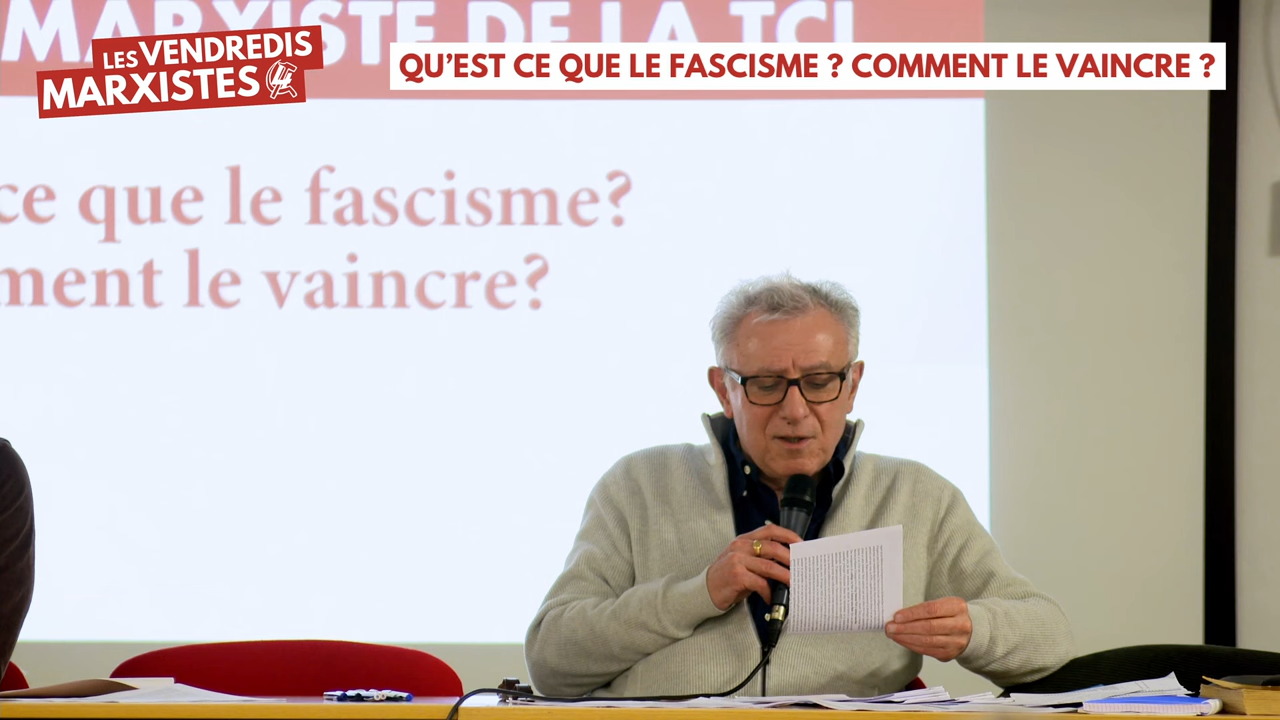 MARXISTE DE LA TCI
LES VENDREDIS
MARXISTES
QU'EST CE QUE LE FASCISME ? COMMENT LE VAINCRE ?
ce que le fascisme?
ment le vaincre?